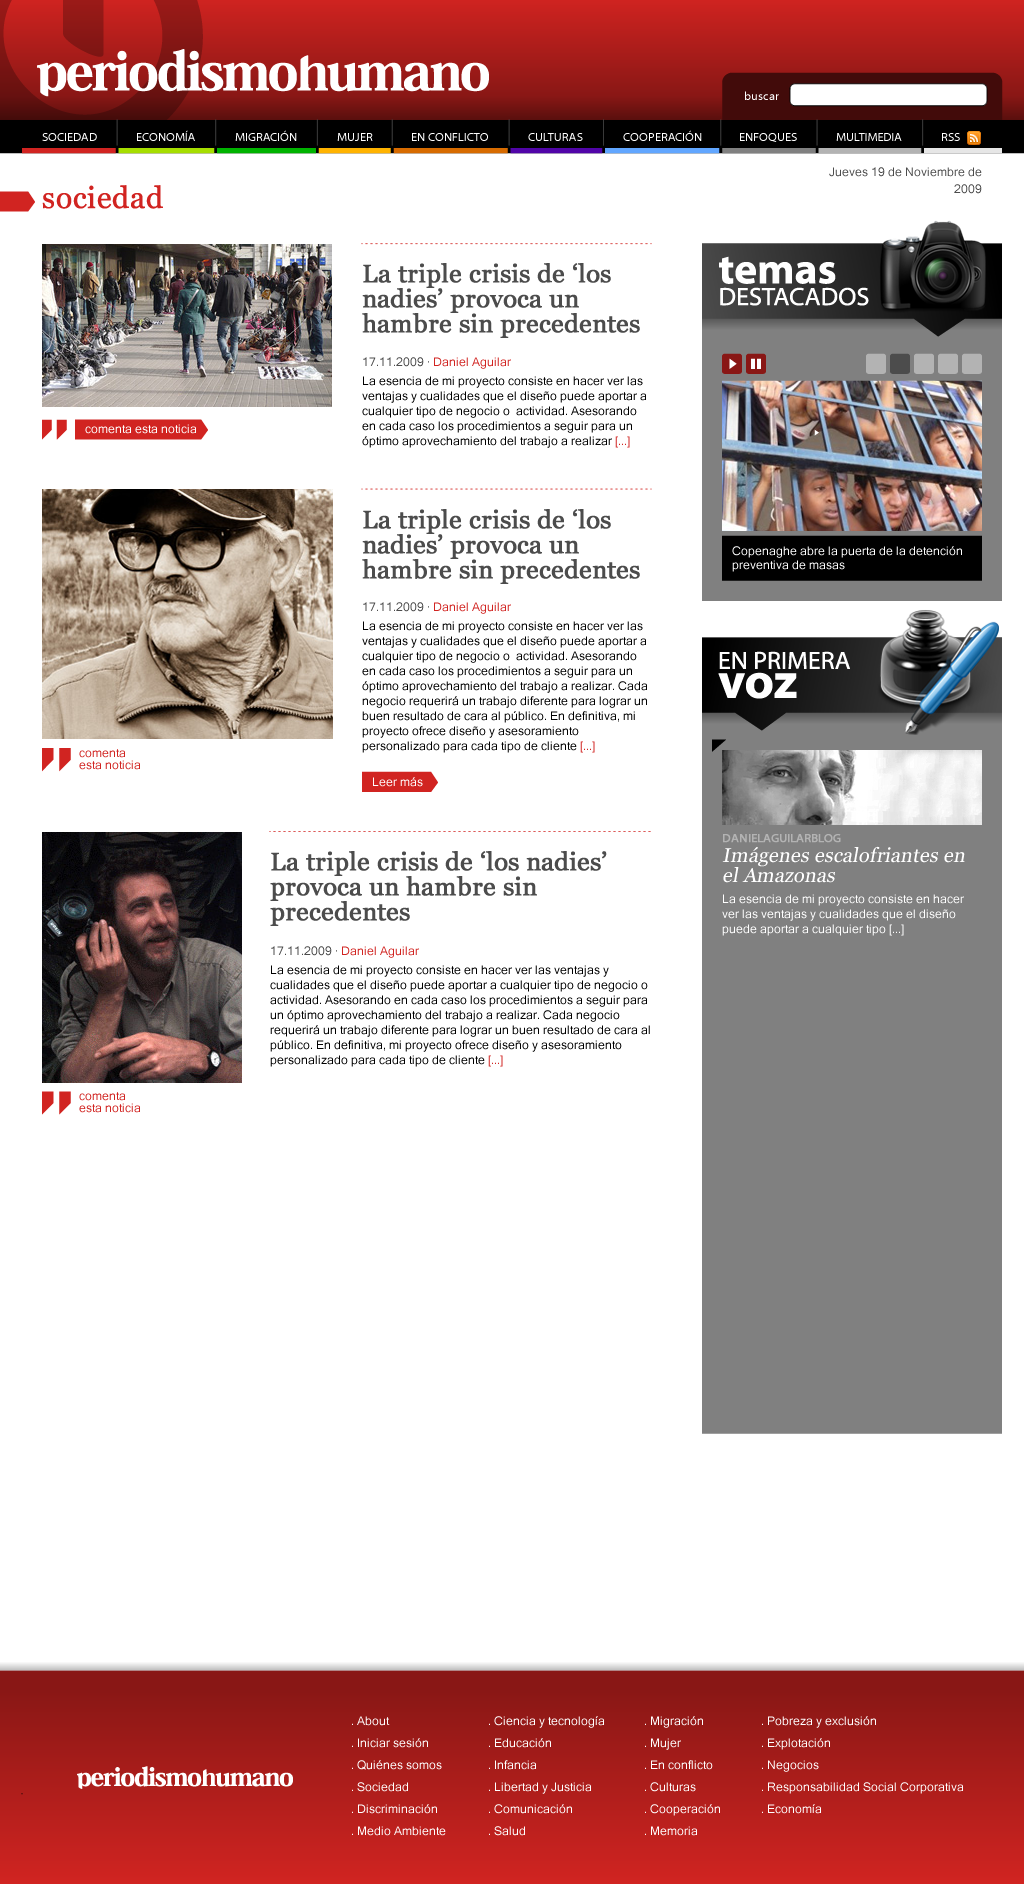 periodismohumano
buscar
SOCIEDAD
ECONOMÍA
MIGRACIÓN
MUJER
EN CONFLICTO
CULTURAS
COOPERACIÓN
ENFOQUES
MULTIMEDIA
RSS
Jueves 19 de Noviembre de
2009
sociedad
La triple crisis de ‘los
nadies’ provoca un
hambre sin precedentes
17.11.2009 · Daniel Aguilar
La esencia de mi proyecto consiste en hacer ver las
ventajas y cualidades que el diseño puede aportar a
cualquier tipo de negocio o  actividad. Asesorando
en cada caso los procedimientos a seguir para un
óptimo aprovechamiento del trabajo a realizar [...]
comenta esta noticia
La triple crisis de ‘los
nadies’ provoca un
hambre sin precedentes
17.11.2009 · Daniel Aguilar
La esencia de mi proyecto consiste en hacer ver las
ventajas y cualidades que el diseño puede aportar a
cualquier tipo de negocio o  actividad. Asesorando
en cada caso los procedimientos a seguir para un
óptimo aprovechamiento del trabajo a realizar. Cada
negocio requerirá un trabajo diferente para lograr un
buen resultado de cara al público. En definitiva, mi
proyecto ofrece diseño y asesoramiento
personalizado para cada tipo de cliente [...]
comenta
esta noticia
Leer más
La triple crisis de ‘los nadies’
provoca un hambre sin
precedentes
17.11.2009 · Daniel Aguilar
La esencia de mi proyecto consiste en hacer ver las ventajas y
cualidades que el diseño puede aportar a cualquier tipo de negocio o
actividad. Asesorando en cada caso los procedimientos a seguir para
un óptimo aprovechamiento del trabajo a realizar. Cada negocio
requerirá un trabajo diferente para lograr un buen resultado de cara al
público. En definitiva, mi proyecto ofrece diseño y asesoramiento
personalizado para cada tipo de cliente [...]
comenta
esta noticia
temas
DESTACADOS
Copenaghe abre la puerta de la detención
preventiva de masas
EN PRIMERA
VOZ
DANIELAGUILARBLOG
Imágenes escalofriantes en
el Amazonas
La esencia de mi proyecto consiste en hacer
ver las ventajas y cualidades que el diseño
puede aportar a cualquier tipo [...]
periodismohumano
. About
. Iniciar sesión
. Quiénes somos
. Sociedad
. Discriminación
. Medio Ambiente
. Ciencia y tecnología
. Educación
. Infancia
. Libertad y Justicia
. Comunicación
. Salud
. Migración
. Mujer
. En conflicto
. Culturas
. Cooperación
. Memoria
. Pobreza y exclusión
. Explotación
. Negocios
. Responsabilidad Social Corporativa
. Economía